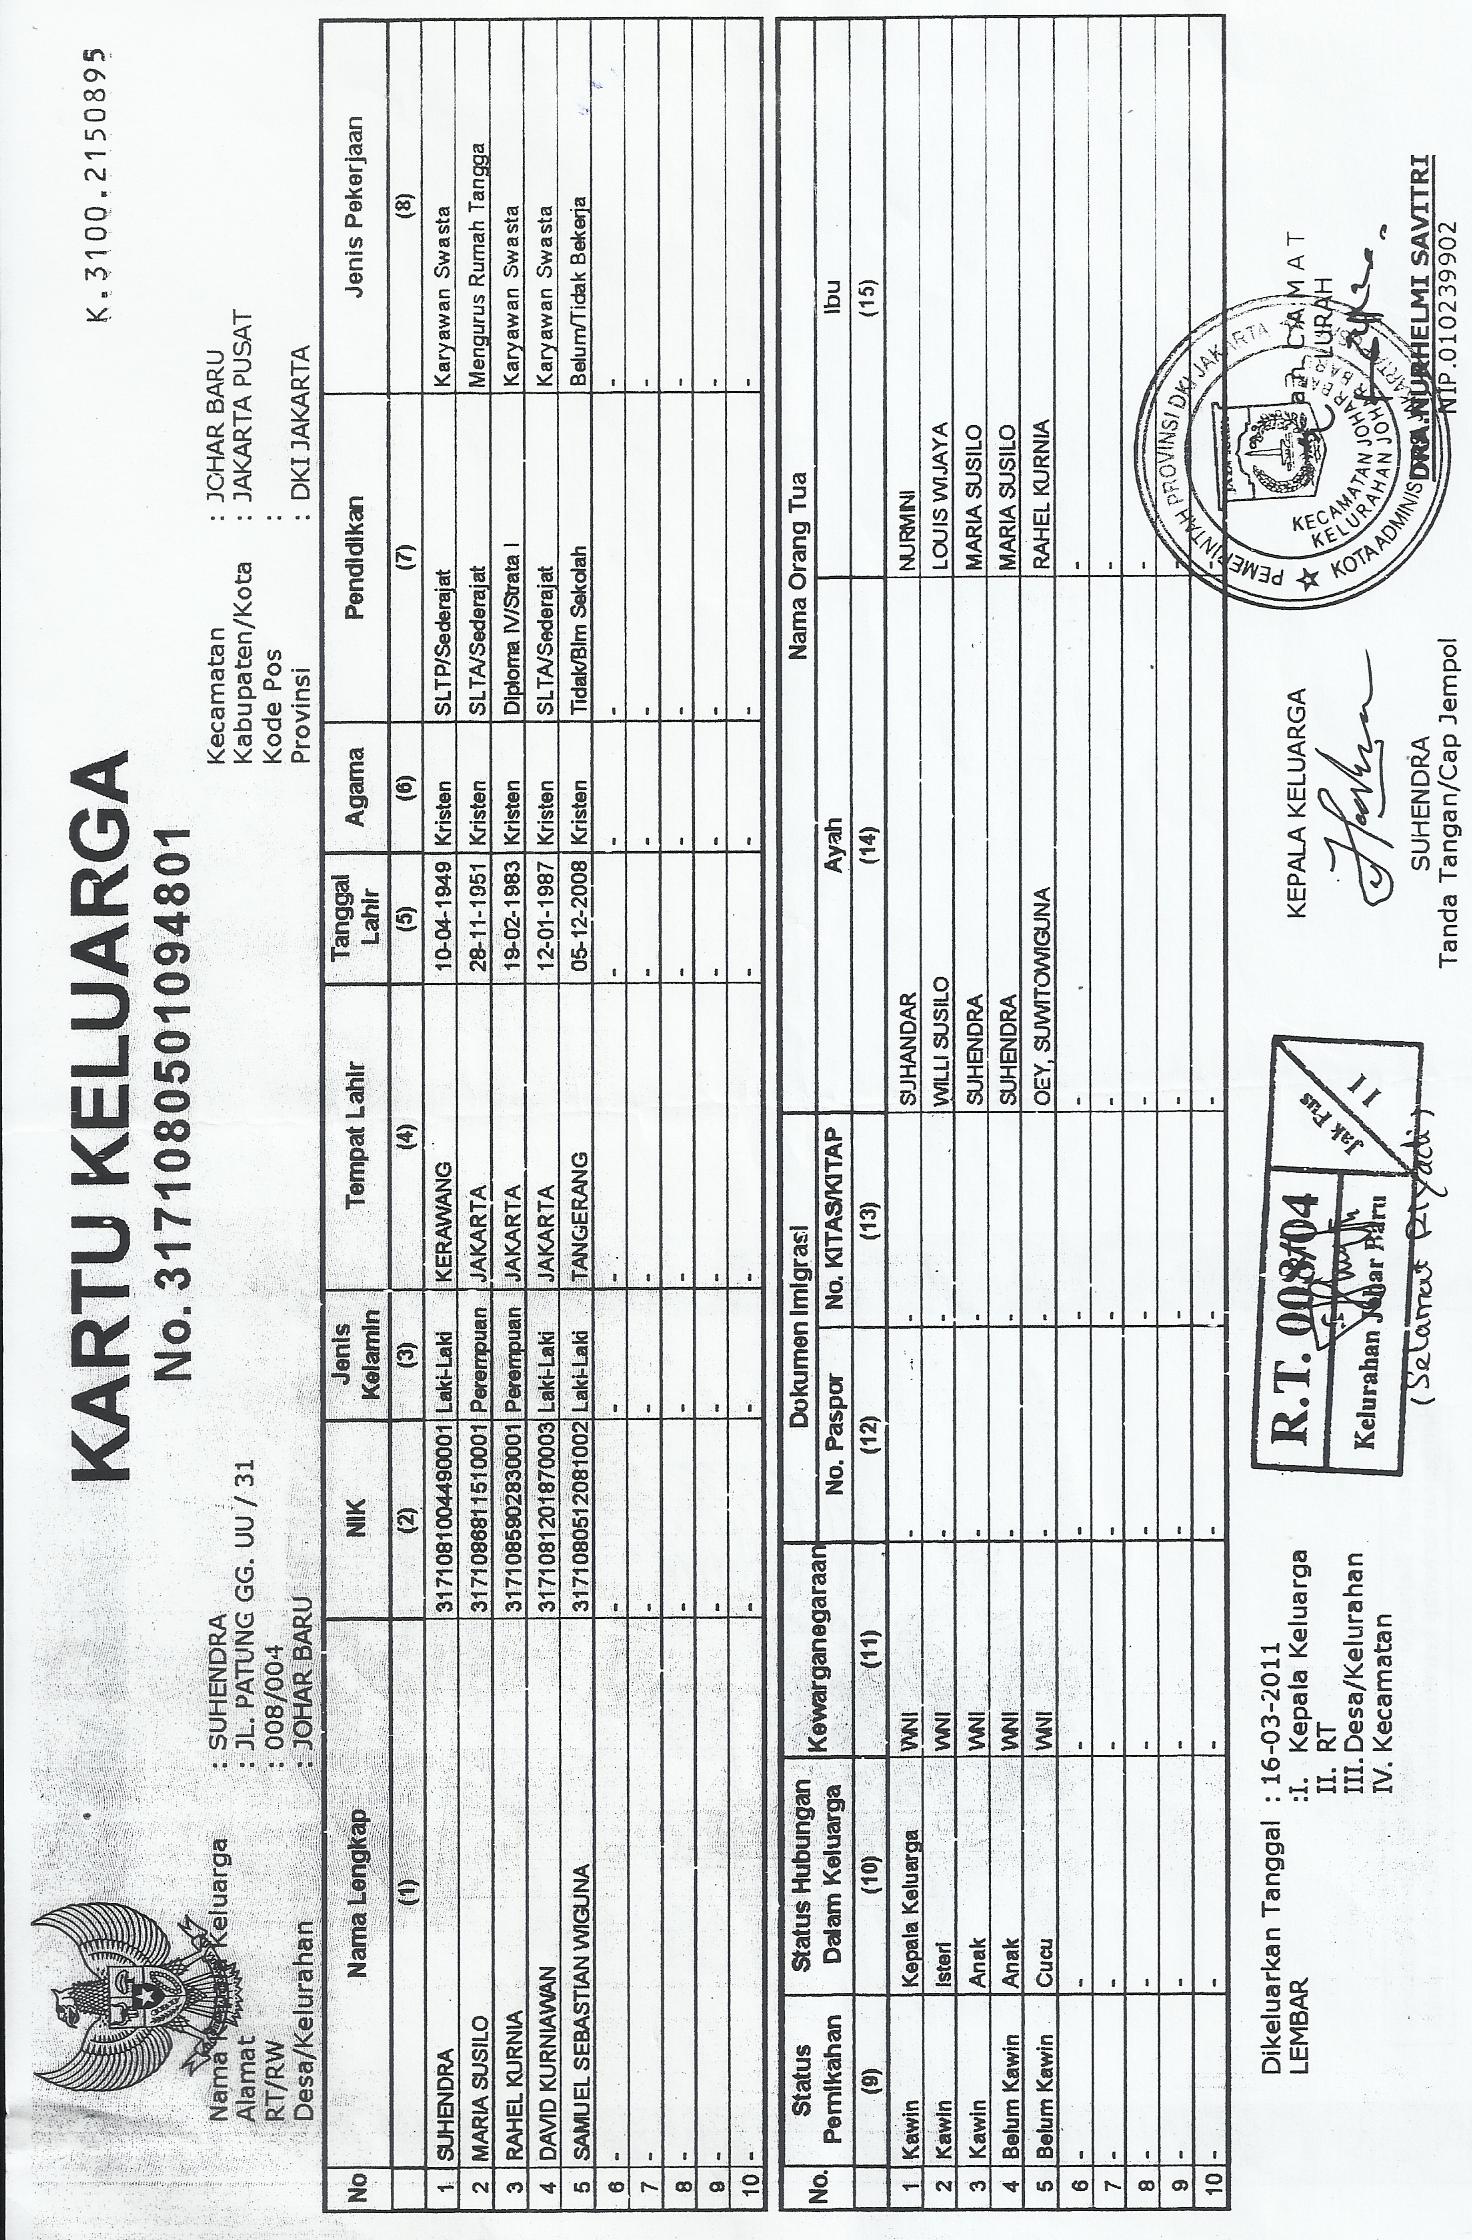 K.3100.2150895
KARTU KELUARGA
No. 3171080501094801
Nama Kepala Keluarga : SUHENDRA
Alamat : JL. PATUNG GG. UU / 31
RT/RW : 008/004
Desa/Kelurahan : JOHAR BARU
Kecamatan : JOHAR BARU
Kabupaten/Kota : JAKARTA PUSAT
Kode Pos :
Provinsi : DKI JAKARTA
No Nama Lengkap NIK Jenis Kelamin Tempat Lahir Tanggal Lahir Agama Pendidikan Jenis Pekerjaan
(1) (2) (3) (4) (5) (6) (7) (8)
1 SUHENDRA 3171081004490001 Laki-Laki KERAWANG 10-04-1949 Kristen SLTP/Sederajat Karyawan Swasta
2 MARIA SUSILO 3171086811510001 Perempuan JAKARTA 28-11-1951 Kristen SLTA/Sederajat Mengurus Rumah Tangga
3 RAHEL KURNIA 3171085902830001 Perempuan JAKARTA 19-02-1983 Kristen Diploma IV/Strata I Karyawan Swasta
4 DAVID KURNIAWAN 3171081201870003 Laki-Laki JAKARTA 12-01-1987 Kristen SLTA/Sederajat Karyawan Swasta
5 SAMUEL SEBASTIAN WIGUNA 3171080512081002 Laki-Laki TANGERANG 05-12-2008 Kristen Tidak/Blm Sekolah Belum/Tidak Bekerja
6 - - - - - - - -
7 - - - - - - - -
8 - - - - - - - -
9 - - - - - - - -
10 - - - - - - - -
No. Status Pernikahan Status Hubungan Dalam Keluarga Kewarganegaraan Dokumen Imigrasi Nama Orang Tua
No. Paspor No. KITAS/KITAP Ayah Ibu
(9) (10) (11) (12) (13) (14) (15)
1 Kawin Kepala Keluarga WNI - - SUHANDAR NURMINI
2 Kawin Isteri WNI - - WILLI SUSILO LOUIS WIJAYA
3 Kawin Anak WNI - - SUHENDRA MARIA SUSILO
4 Belum Kawin Anak WNI - - SUHENDRA MARIA SUSILO
5 Belum Kawin Cucu WNI - - OEY, SUWITOWIGUNA RAHEL KURNIA
6 - - - - - - -
7 - - - - - - -
8 - - - - - - -
9 - - - - - - -
10 - - - - - - -
Dikeluarkan Tanggal : 16-03-2011
LEMBAR : I. Kepala Keluarga
II. RT
III. Desa/Kelurahan
IV. Kecamatan
R.T. 008/04
Jak Pus
11
Kelurahan Johar Baru
(Selamat Riyadi)
KEPALA KELUARGA
SUHENDRA
Tanda Tangan/Cap Jempol
CAMAT
LURAH
PEMERINTAH PROVINSI DKI JAKARTA
KECAMATAN JOHAR BARU
KELURAHAN JOHAR BARU
KOTA ADMINIS JAKARTA
DRA.NURHELMI SAVITRI
NIP.010239902